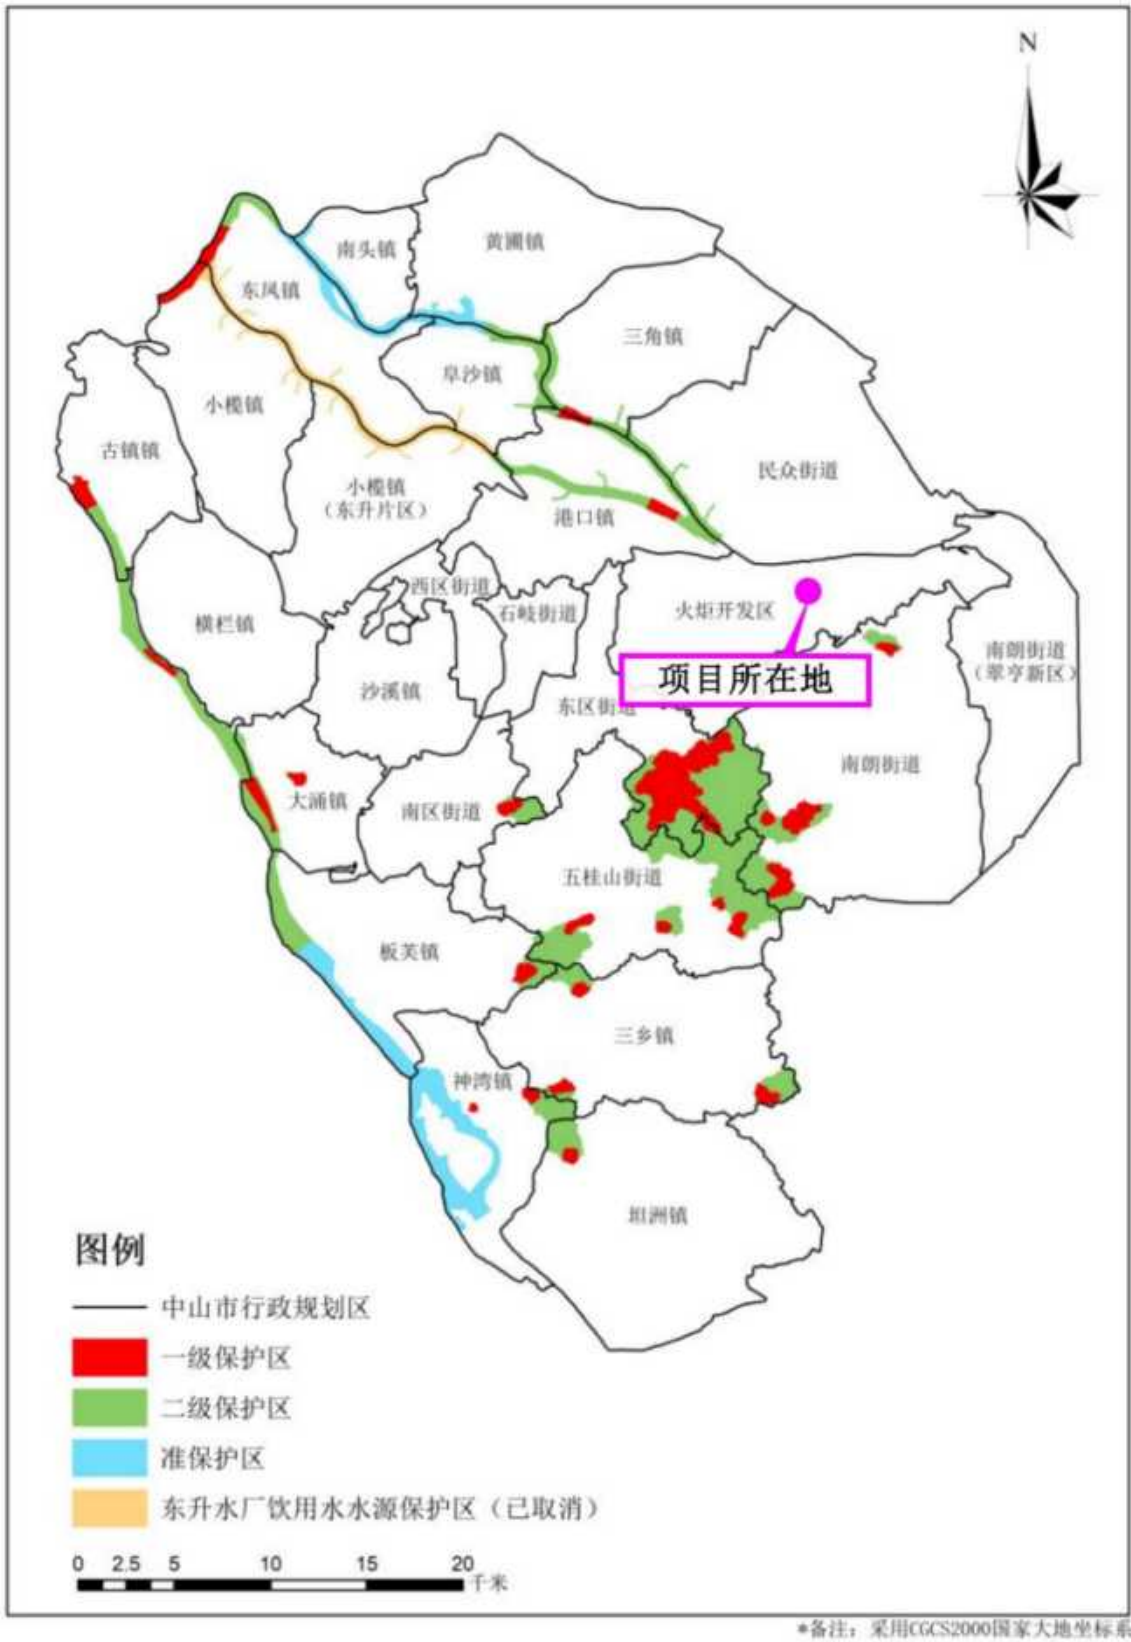 N
南头镇
黄圃镇
东凤镇
三角镇
阜沙镇
小榄镇
古镇镇
民众街道
小榄镇
（东升片区）
港口镇
西区街道
石岐街道
火炬开发区
横栏镇
南朗街道
（翠亨新区）
项目所在地
沙溪镇
东区街道
南朗街道
大涌镇
南区街道
五桂山街道
板芙镇
三乡镇
神湾镇
坦洲镇
图例
中山市行政规划区
一级保护区
二级保护区
准保护区
东升水厂饮用水水源保护区（已取消）
0 2.5 5 10 15 20
千米
*备注：采用CGCS2000国家大地坐标系